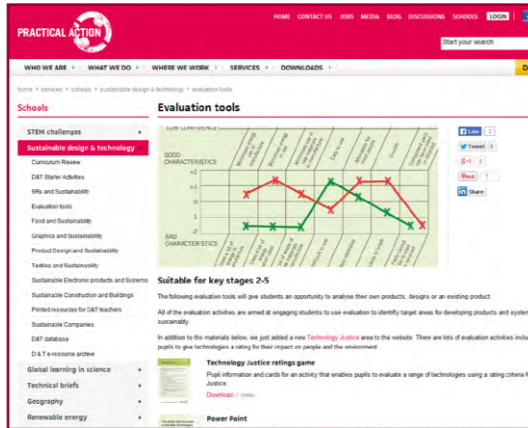 HOME CONTACT US JOBS MEDIA BLOG DISCUSSIONS SCHOOLS LOGIN
PRACTICAL ACTION
Start your search
WHO WE ARE WHAT WE DO WHERE WE WORK SERVICES DOWNLOADS
home services schools sustainable design & technology evaluation tools
Schools
Evaluation tools
STEM challenges
Sustainable design & technology
Curriculum Review
D&T Starter Activities
6Rs and Sustainability
Evaluation tools
Food and Sustainability
Graphics and Sustainability
Product Design and Sustainability
Textiles and Sustainability
Sustainable Electronic products and Systems
Sustainable Construction and Buildings
Printed resources for D&T teachers
Sustainable Companies
D&T database
D & T e-resource archive
Global learning in science
Technical briefs
Geography
Renewable energy
LOW CONFIDENCE
GOOD
CHARACTERISTICS
+2
+1
0
-1
-2
BAD
CHARACTERISTICS
Easy to use
Durable
Like 2
Tweet 0
+1 0
Pin it 1
Share
Suitable for key stages 2-5
The following evaluation tools will give students an opportunity to analyse their own products, designs or an existing product.
All of the evaluation activities are aimed at engaging students to use evaluation to identify target areas for developing products and
sustainably.
In addition to the materials below, we just added a new Technology Justice area to the website. There are lots of evaluation activities
pupils to give technologies a rating for their impact on people and the environment
Technology Justice ratings game
Pupil information and cards for an activity that enables pupils to evaluate a range of technologies using a rating criteria
Justice.
Download
Power Point